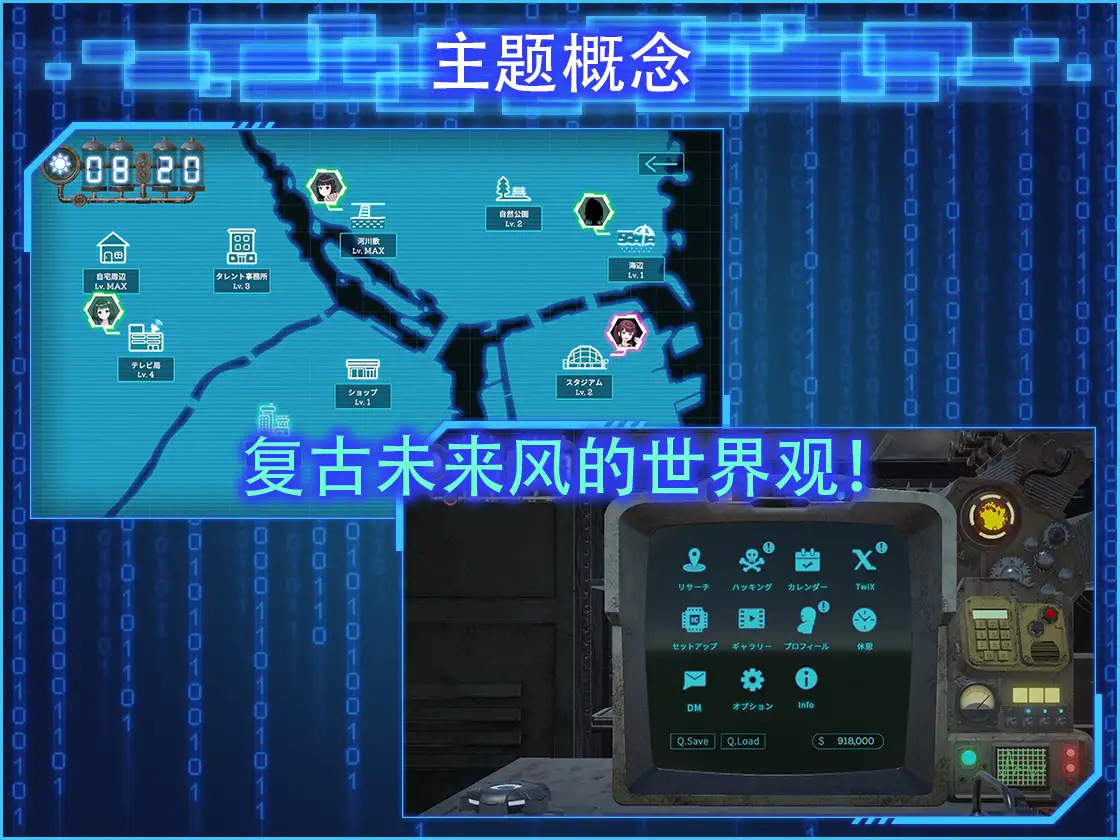 主题概念
08:20
自然公園
Lv. 2
河川敷
Lv. MAX
海辺
Lv. 1
自宅周辺
Lv. MAX
タレント事務所
Lv. 3
テレビ局
Lv. 4
ショップ
Lv. 1
スタジアム
Lv. 2
复古未来风的世界观！
リサーチ
ハッキング
カレンダー
TwiX
セットアップ
ギャラリー
プロフィール
休憩
DM
オプション
Info
Q.Save
Q.Load
$ 918,000